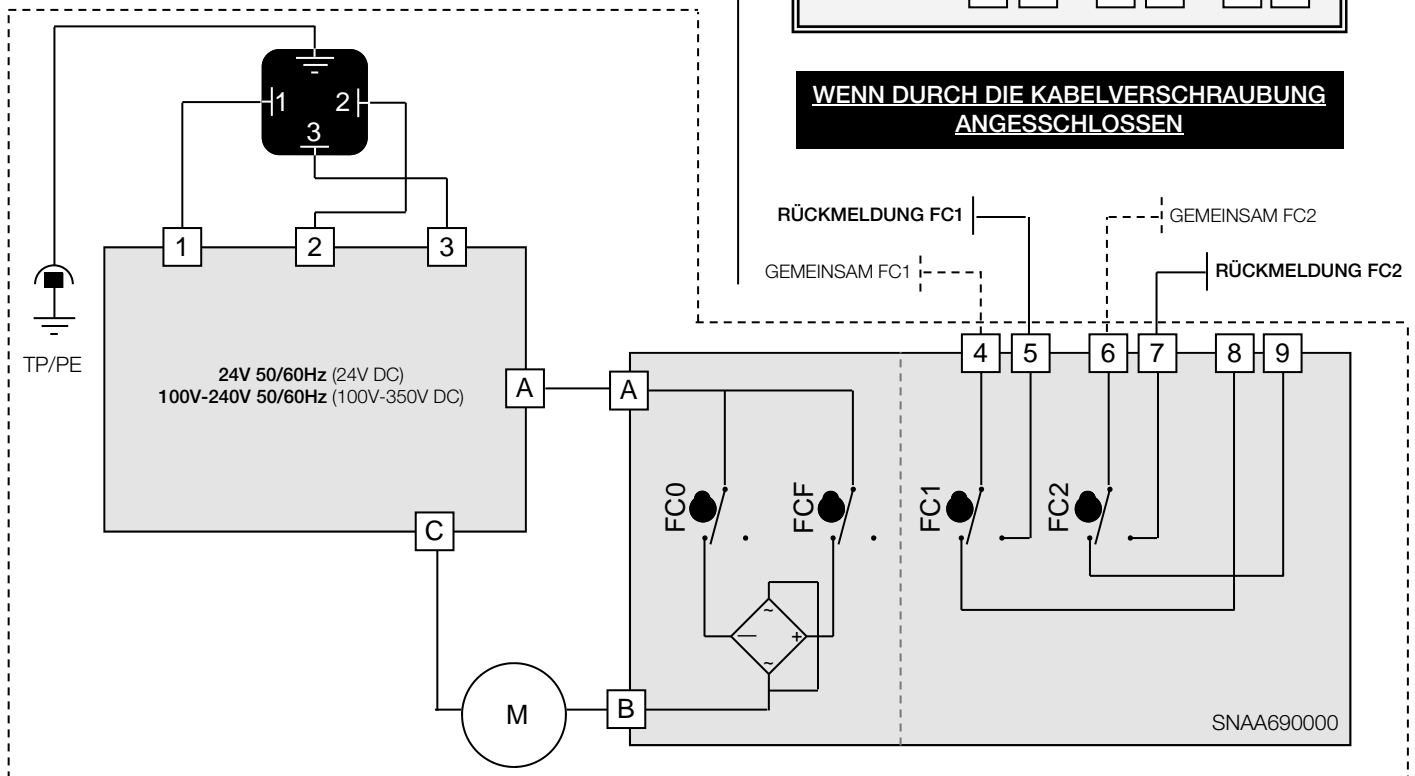 WENN DURCH DIE KABELVERSCHRAUBUNG
ANGESSCHLOSSEN
1
2
3
RÜCKMELDUNG FC1
GEMEINSAM FC2
GEMEINSAM FC1
RÜCKMELDUNG FC2
1
2
3
TP/PE
24V 50/60Hz (24V DC)
100V-240V 50/60Hz (100V-350V DC)
A
A
4
5
6
7
8
9
FC0
FCF
FC1
FC2
C
~
—
+
~
M
B
SNAA690000